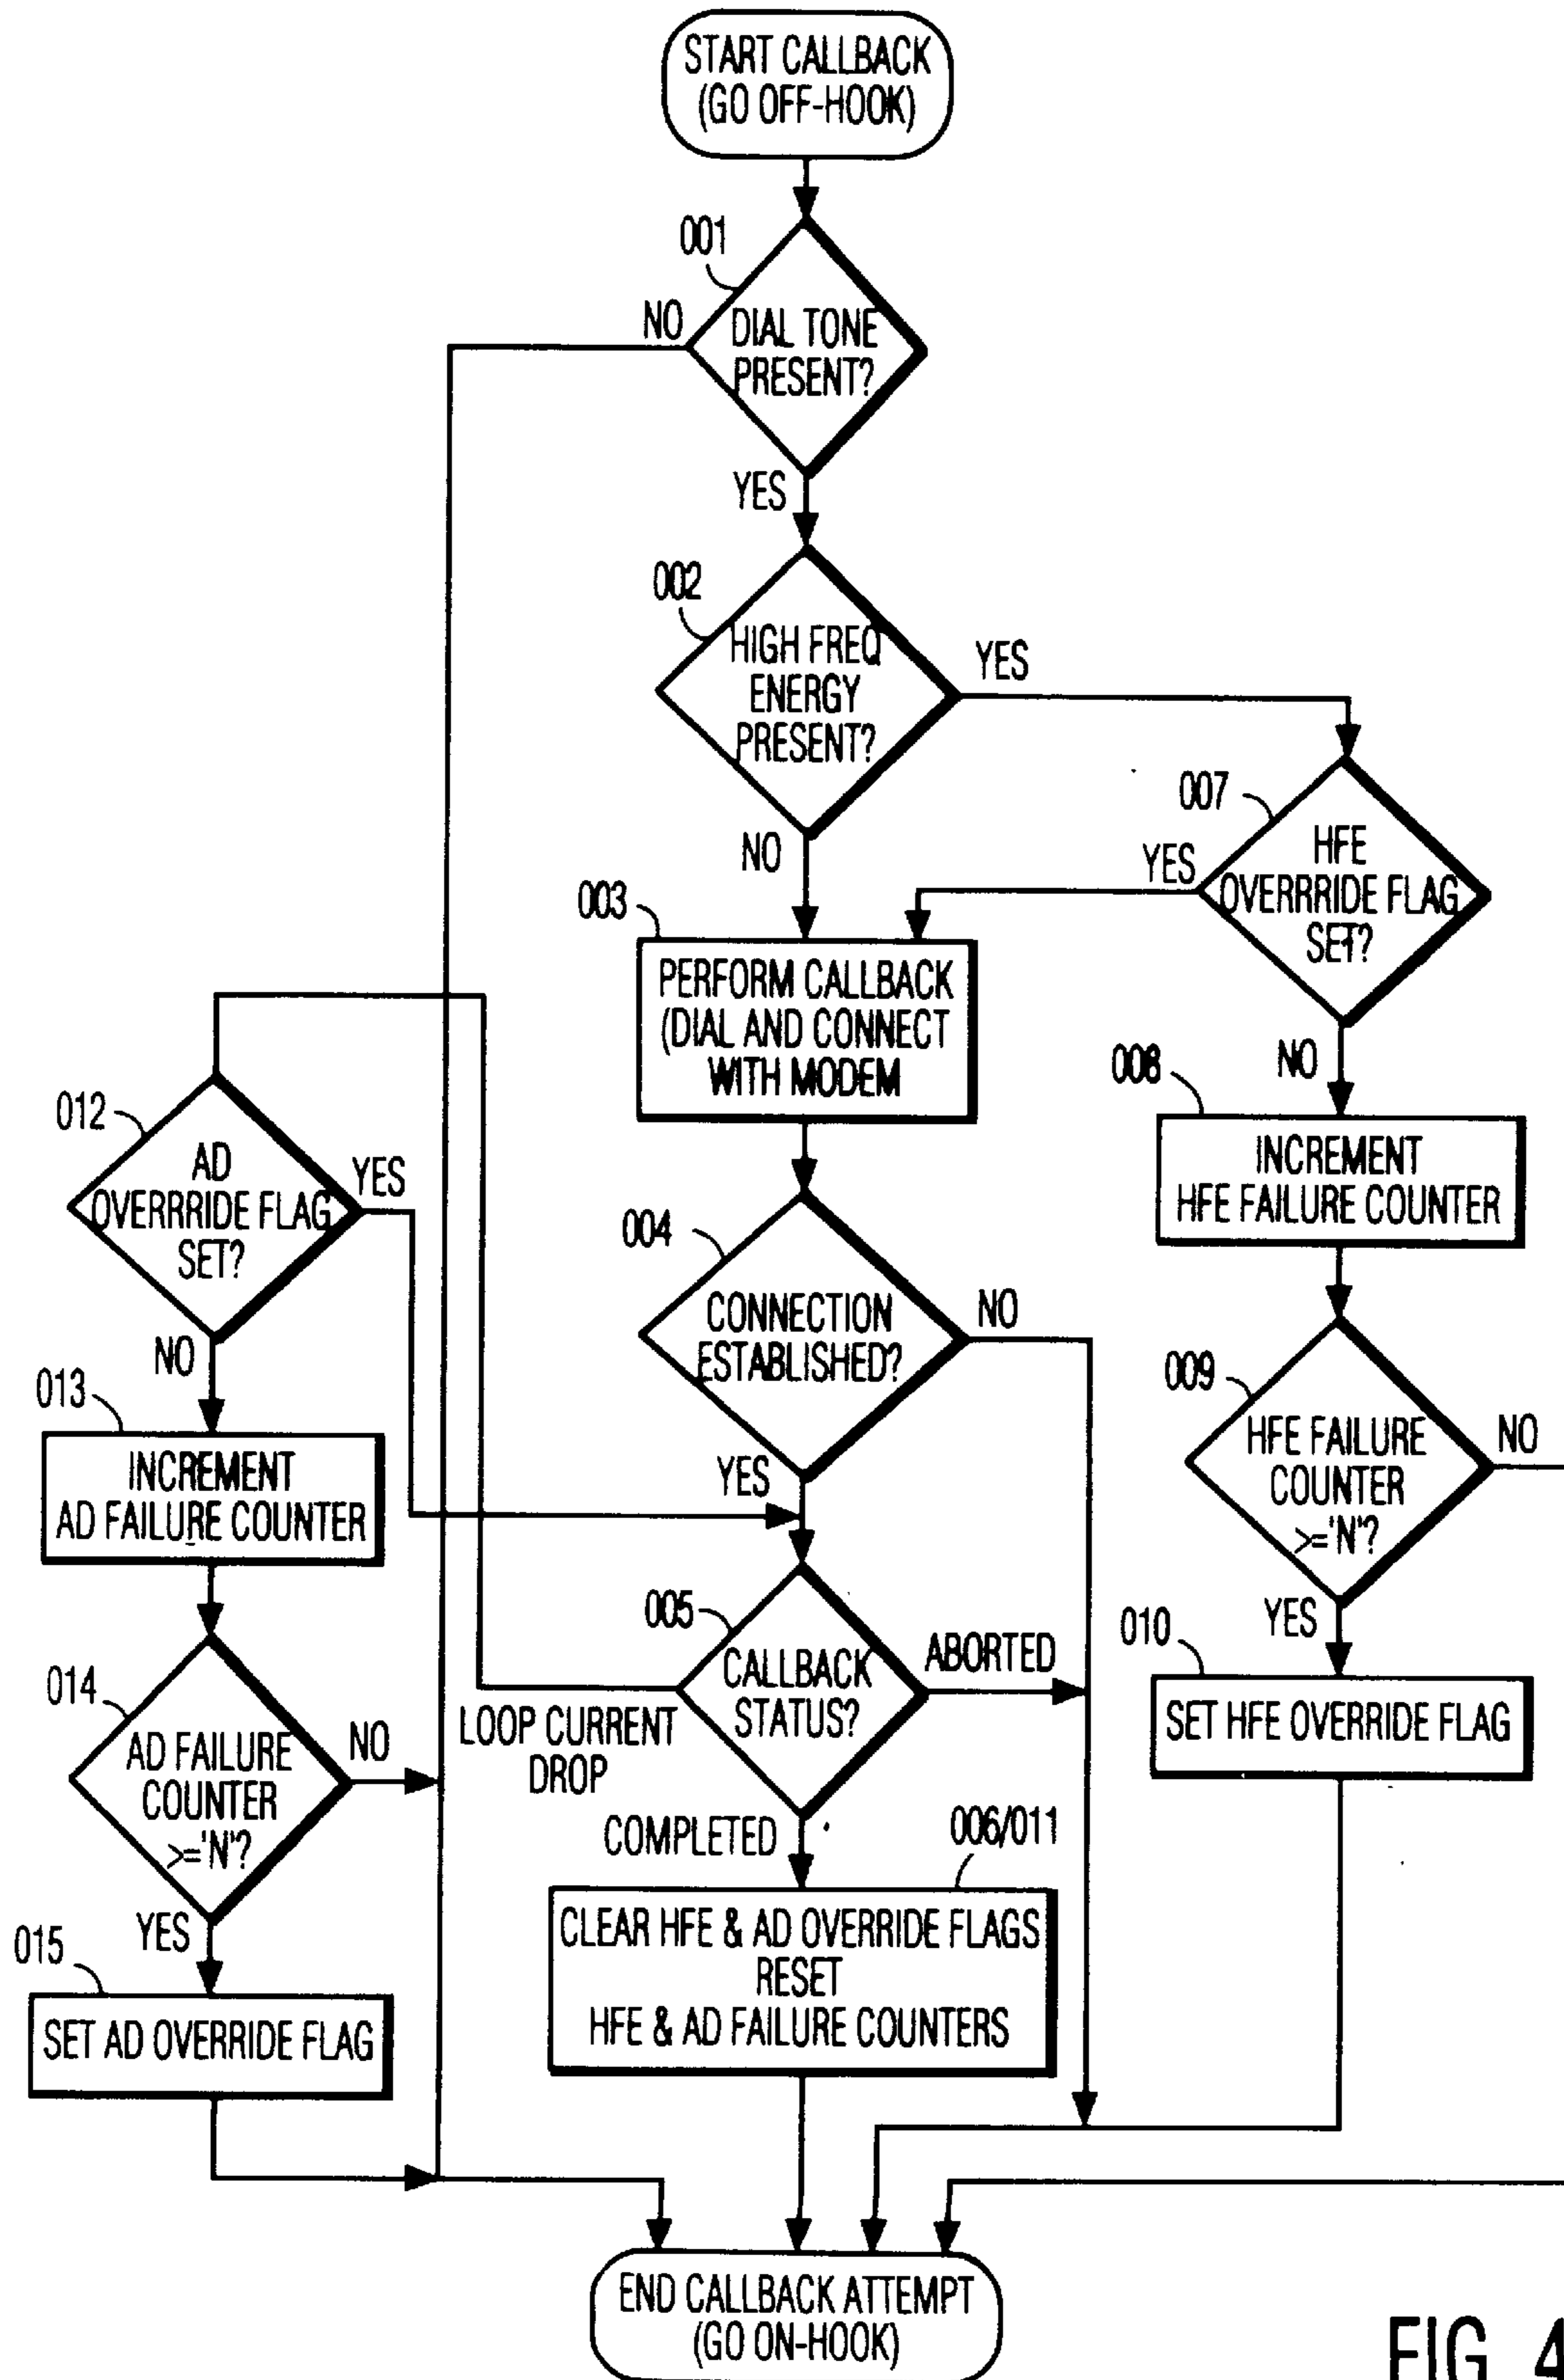 START CALLBACK
(GO OFF-HOOK)
001
NO
DIAL TONE
PRESENT?
YES
002
HIGH FREQ
ENERGY
PRESENT?
YES
NO
007
HFE
OVERRRIDE FLAG
SET?
YES
NO
003
PERFORM CALLBACK
(DIAL AND CONNECT
WITH MODEM
008
INCREMENT
HFE FAILURE COUNTER
012
AD
OVERRRIDE FLAG
SET?
YES
NO
004
CONNECTION
ESTABLISHED?
NO
YES
009
HFE FAILURE
COUNTER
>='N'?
NO
YES
013
INCREMENT
AD FAILURE COUNTER
005
CALLBACK
STATUS?
ABORTED
LOOP CURRENT
DROP
COMPLETED
010
SET HFE OVERRIDE FLAG
014
AD FAILURE
COUNTER
>='N'?
NO
YES
006/011
CLEAR HFE & AD OVERRIDE FLAGS
RESET
HFE & AD FAILURE COUNTERS
015
SET AD OVERRIDE FLAG
END CALLBACK ATTEMPT
(GO ON-HOOK)
FIG. 4